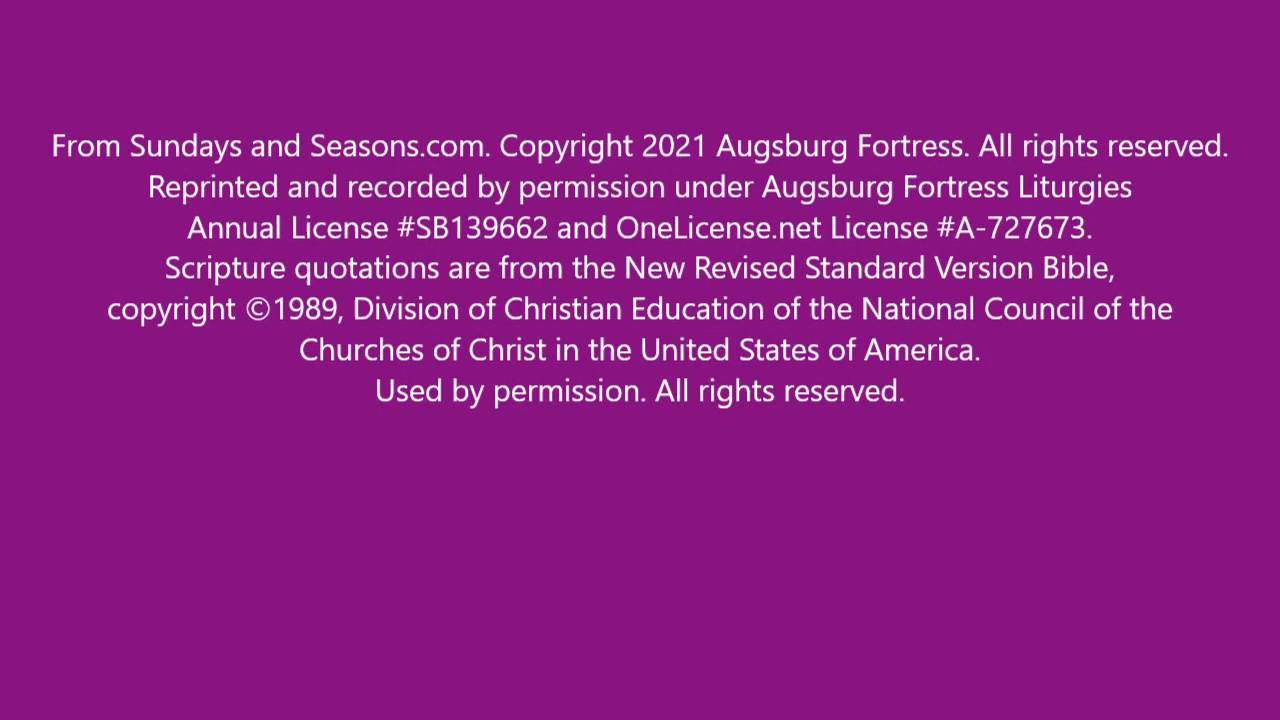 From Sundays and Seasons.com. Copyright 2021 Augsburg Fortress. All rights reserved.
Reprinted and recorded by permission under Augsburg Fortress Liturgies
Annual License #SB139662 and OneLicense.net License #A-727673.
Scripture quotations are from the New Revised Standard Version Bible,
copyright ©1989, Division of Christian Education of the National Council of the
Churches of Christ in the United States of America.
Used by permission. All rights reserved.